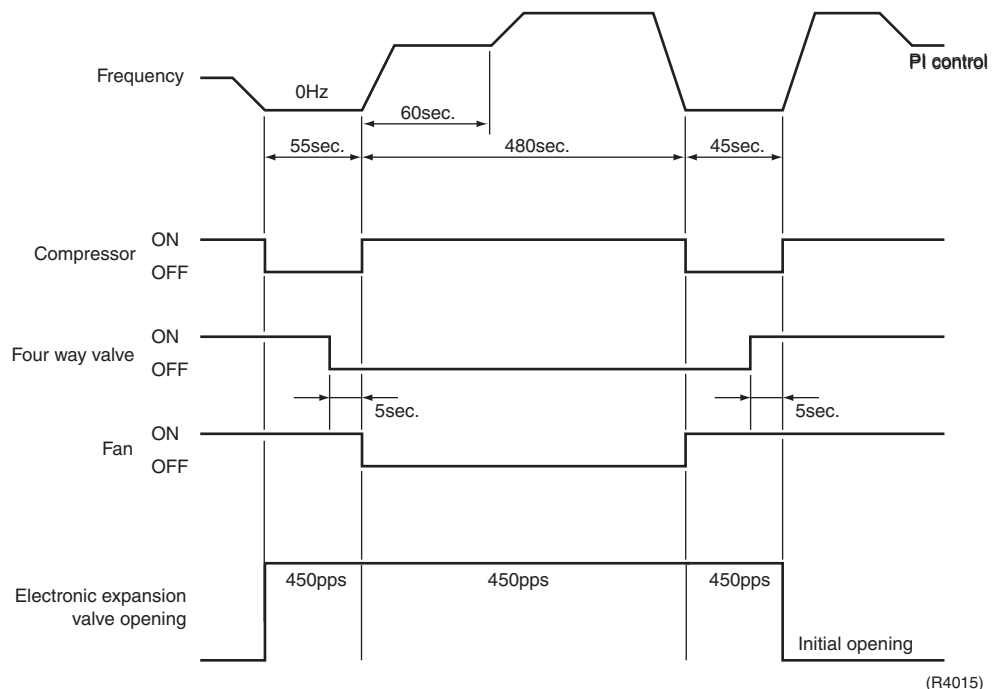 PI control
Frequency
0Hz
60sec.
55sec. 480sec. 45sec.
Compressor ON
OFF
Four way valve ON
OFF
5sec. 5sec.
Fan ON
OFF
450pps 450pps 450pps
Electronic expansion
valve opening
Initial opening
(R4015)